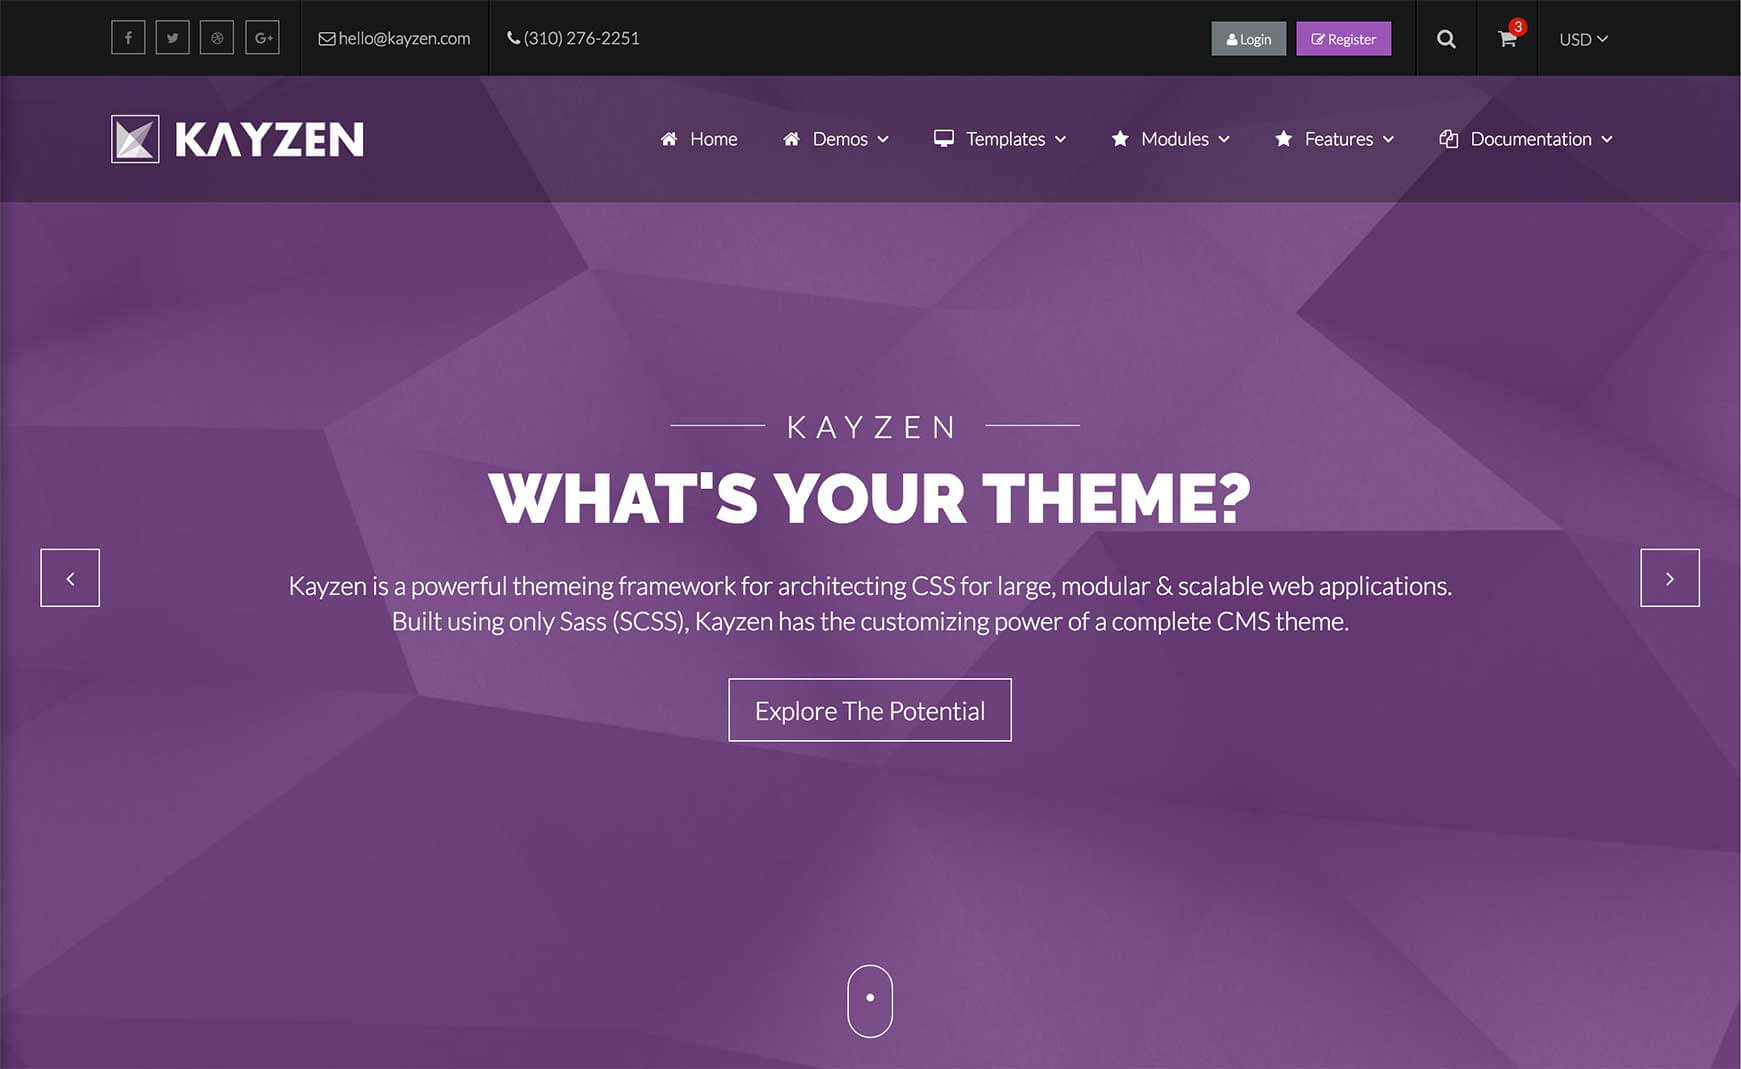 hello@kayzen.com
(310) 276-2251
Login
Register
3
USD
KAYZEN
Home
Demos
Templates
Modules
Features
Documentation
KAYZEN
WHAT'S YOUR THEME?
Kayzen is a powerful themeing framework for architecting CSS for large, modular & scalable web applications.
Built using only Sass (SCSS), Kayzen has the customizing power of a complete CMS theme.
Explore The Potential